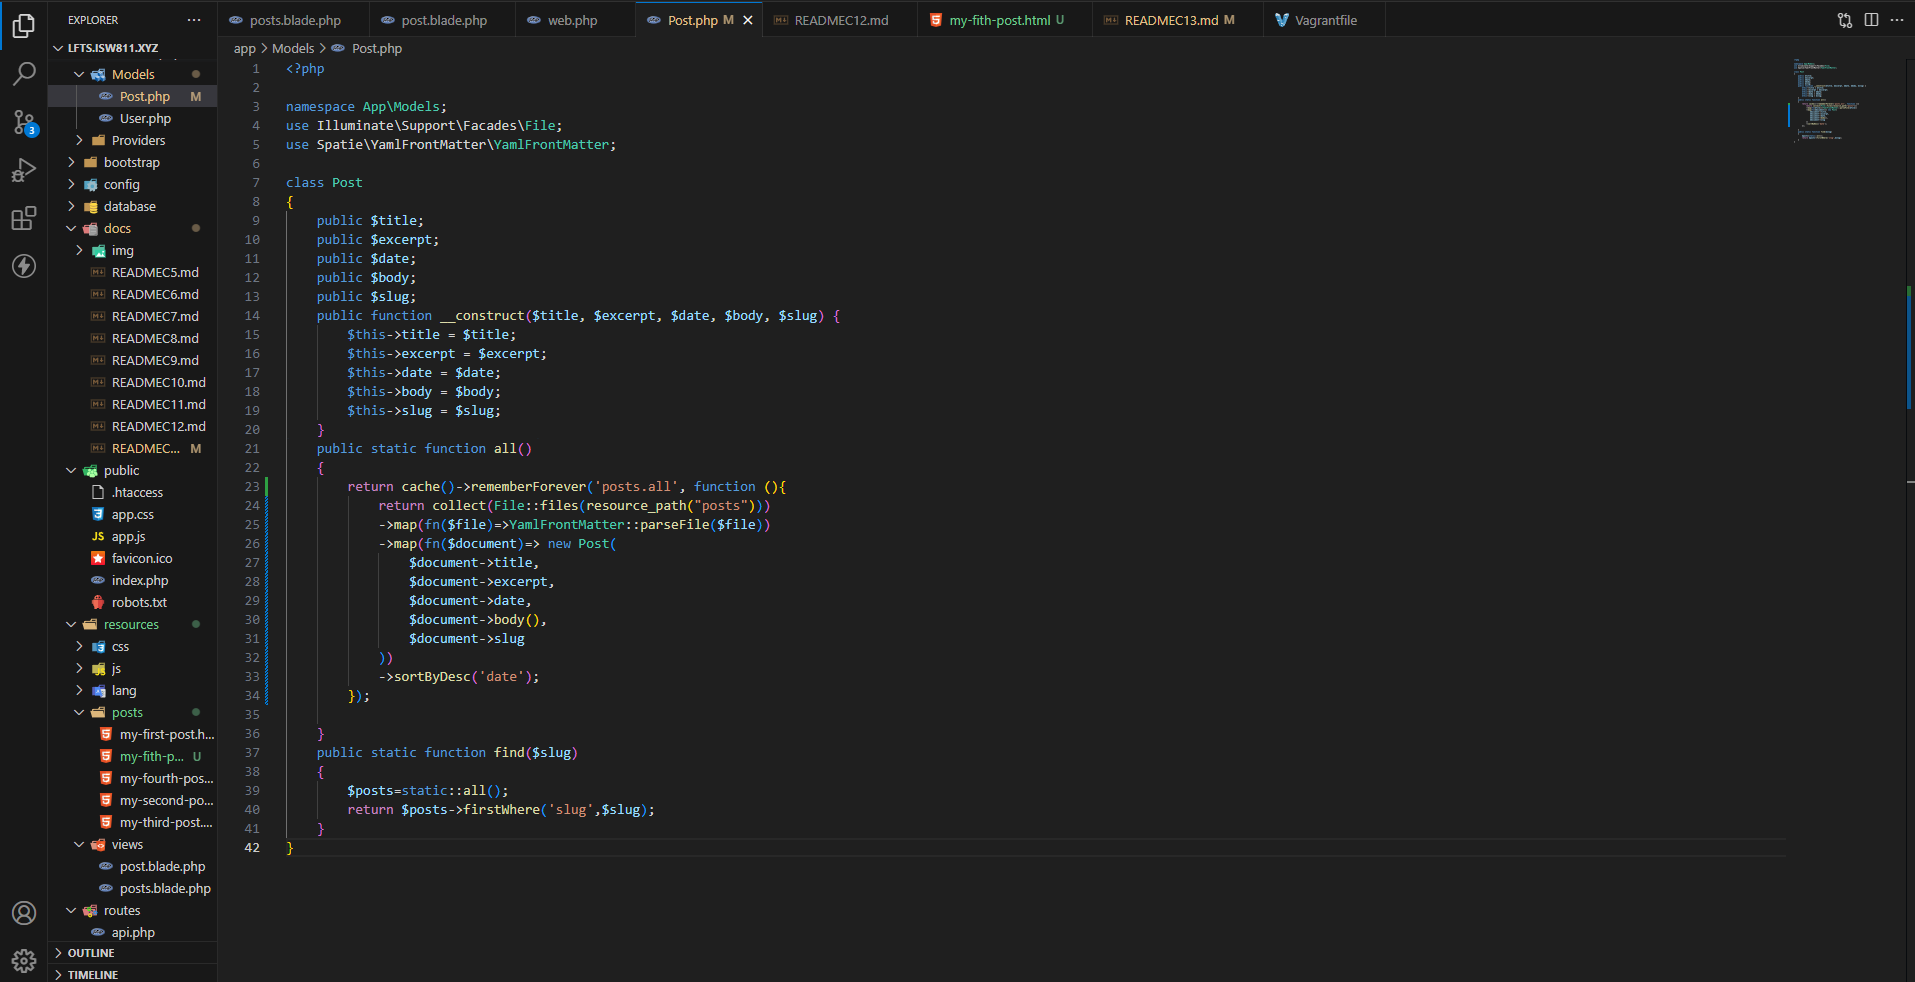 EXPLORER
LFTS.ISW811.XYZ
Models
Post.php M
User.php
Providers
bootstrap
config
database
docs
img
READMEC5.md
READMEC6.md
READMEC7.md
READMEC8.md
READMEC9.md
READMEC10.md
READMEC11.md
READMEC12.md
READMEC... M
public
.htaccess
app.css
JS app.js
favicon.ico
index.php
robots.txt
resources
css
js
lang
posts
my-first-post.h...
my-fith-p... U
my-fourth-pos...
my-second-po...
my-third-post....
views
post.blade.php
posts.blade.php
routes
api.php
OUTLINE
TIMELINE
3
posts.blade.php
post.blade.php
web.php
Post.php M
READMEC12.md
my-fith-post.html U
READMEC13.md M
Vagrantfile
app > Models > Post.php
1 <?php
2
3 namespace App\Models;
4 use Illuminate\Support\Facades\File;
5 use Spatie\YamlFrontMatter\YamlFrontMatter;
6
7 class Post
8 {
9 public $title;
10 public $excerpt;
11 public $date;
12 public $body;
13 public $slug;
14 public function __construct($title, $excerpt, $date, $body, $slug) {
15 $this->title = $title;
16 $this->excerpt = $excerpt;
17 $this->date = $date;
18 $this->body = $body;
19 $this->slug = $slug;
20 }
21 public static function all()
22 {
23 return cache()->rememberForever('posts.all', function (){
24 return collect(File::files(resource_path("posts")))
25 ->map(fn($file)=>YamlFrontMatter::parseFile($file))
26 ->map(fn($document)=> new Post(
27 $document->title,
28 $document->excerpt,
29 $document->date,
30 $document->body(),
31 $document->slug
32 ))
33 ->sortByDesc('date');
34 });
35
36 }
37 public static function find($slug)
38 {
39 $posts=static::all();
40 return $posts->firstWhere('slug',$slug);
41 }
42 }